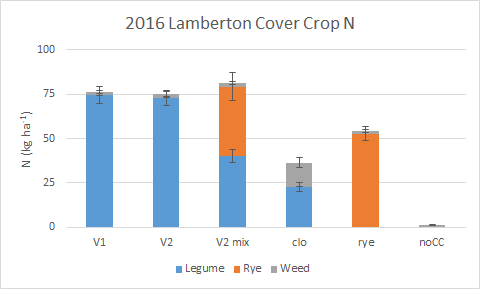 2016 Lamberton Cover Crop N
100
75
50
25
0
N (kg ha⁻¹)
V1 V2 V2 mix clo rye noCC
Legume Rye Weed